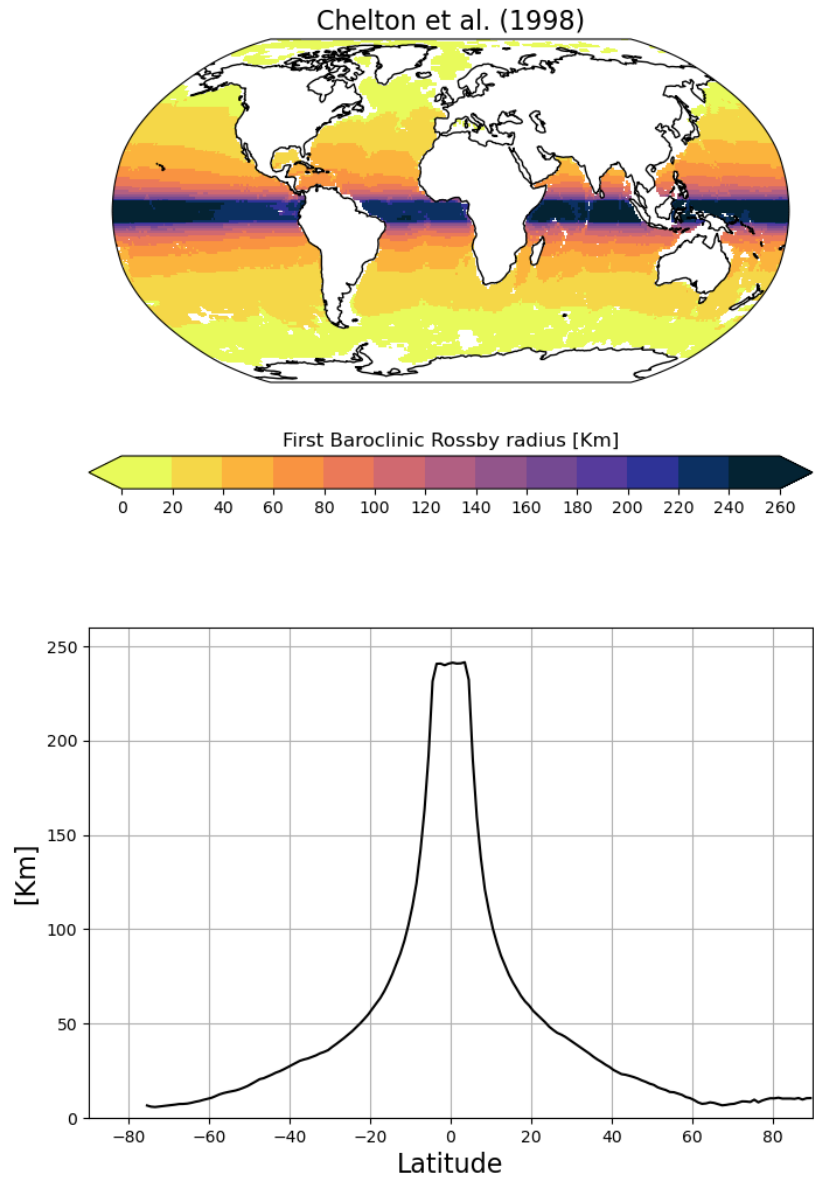 Chelton et al. (1998)
First Baroclinic Rossby radius [Km]
0 20 40 60 80 100 120 140 160 180 200 220 240 260
250
200
150
100
50
0
[Km]
−80 −60 −40 −20 0 20 40 60 80
Latitude